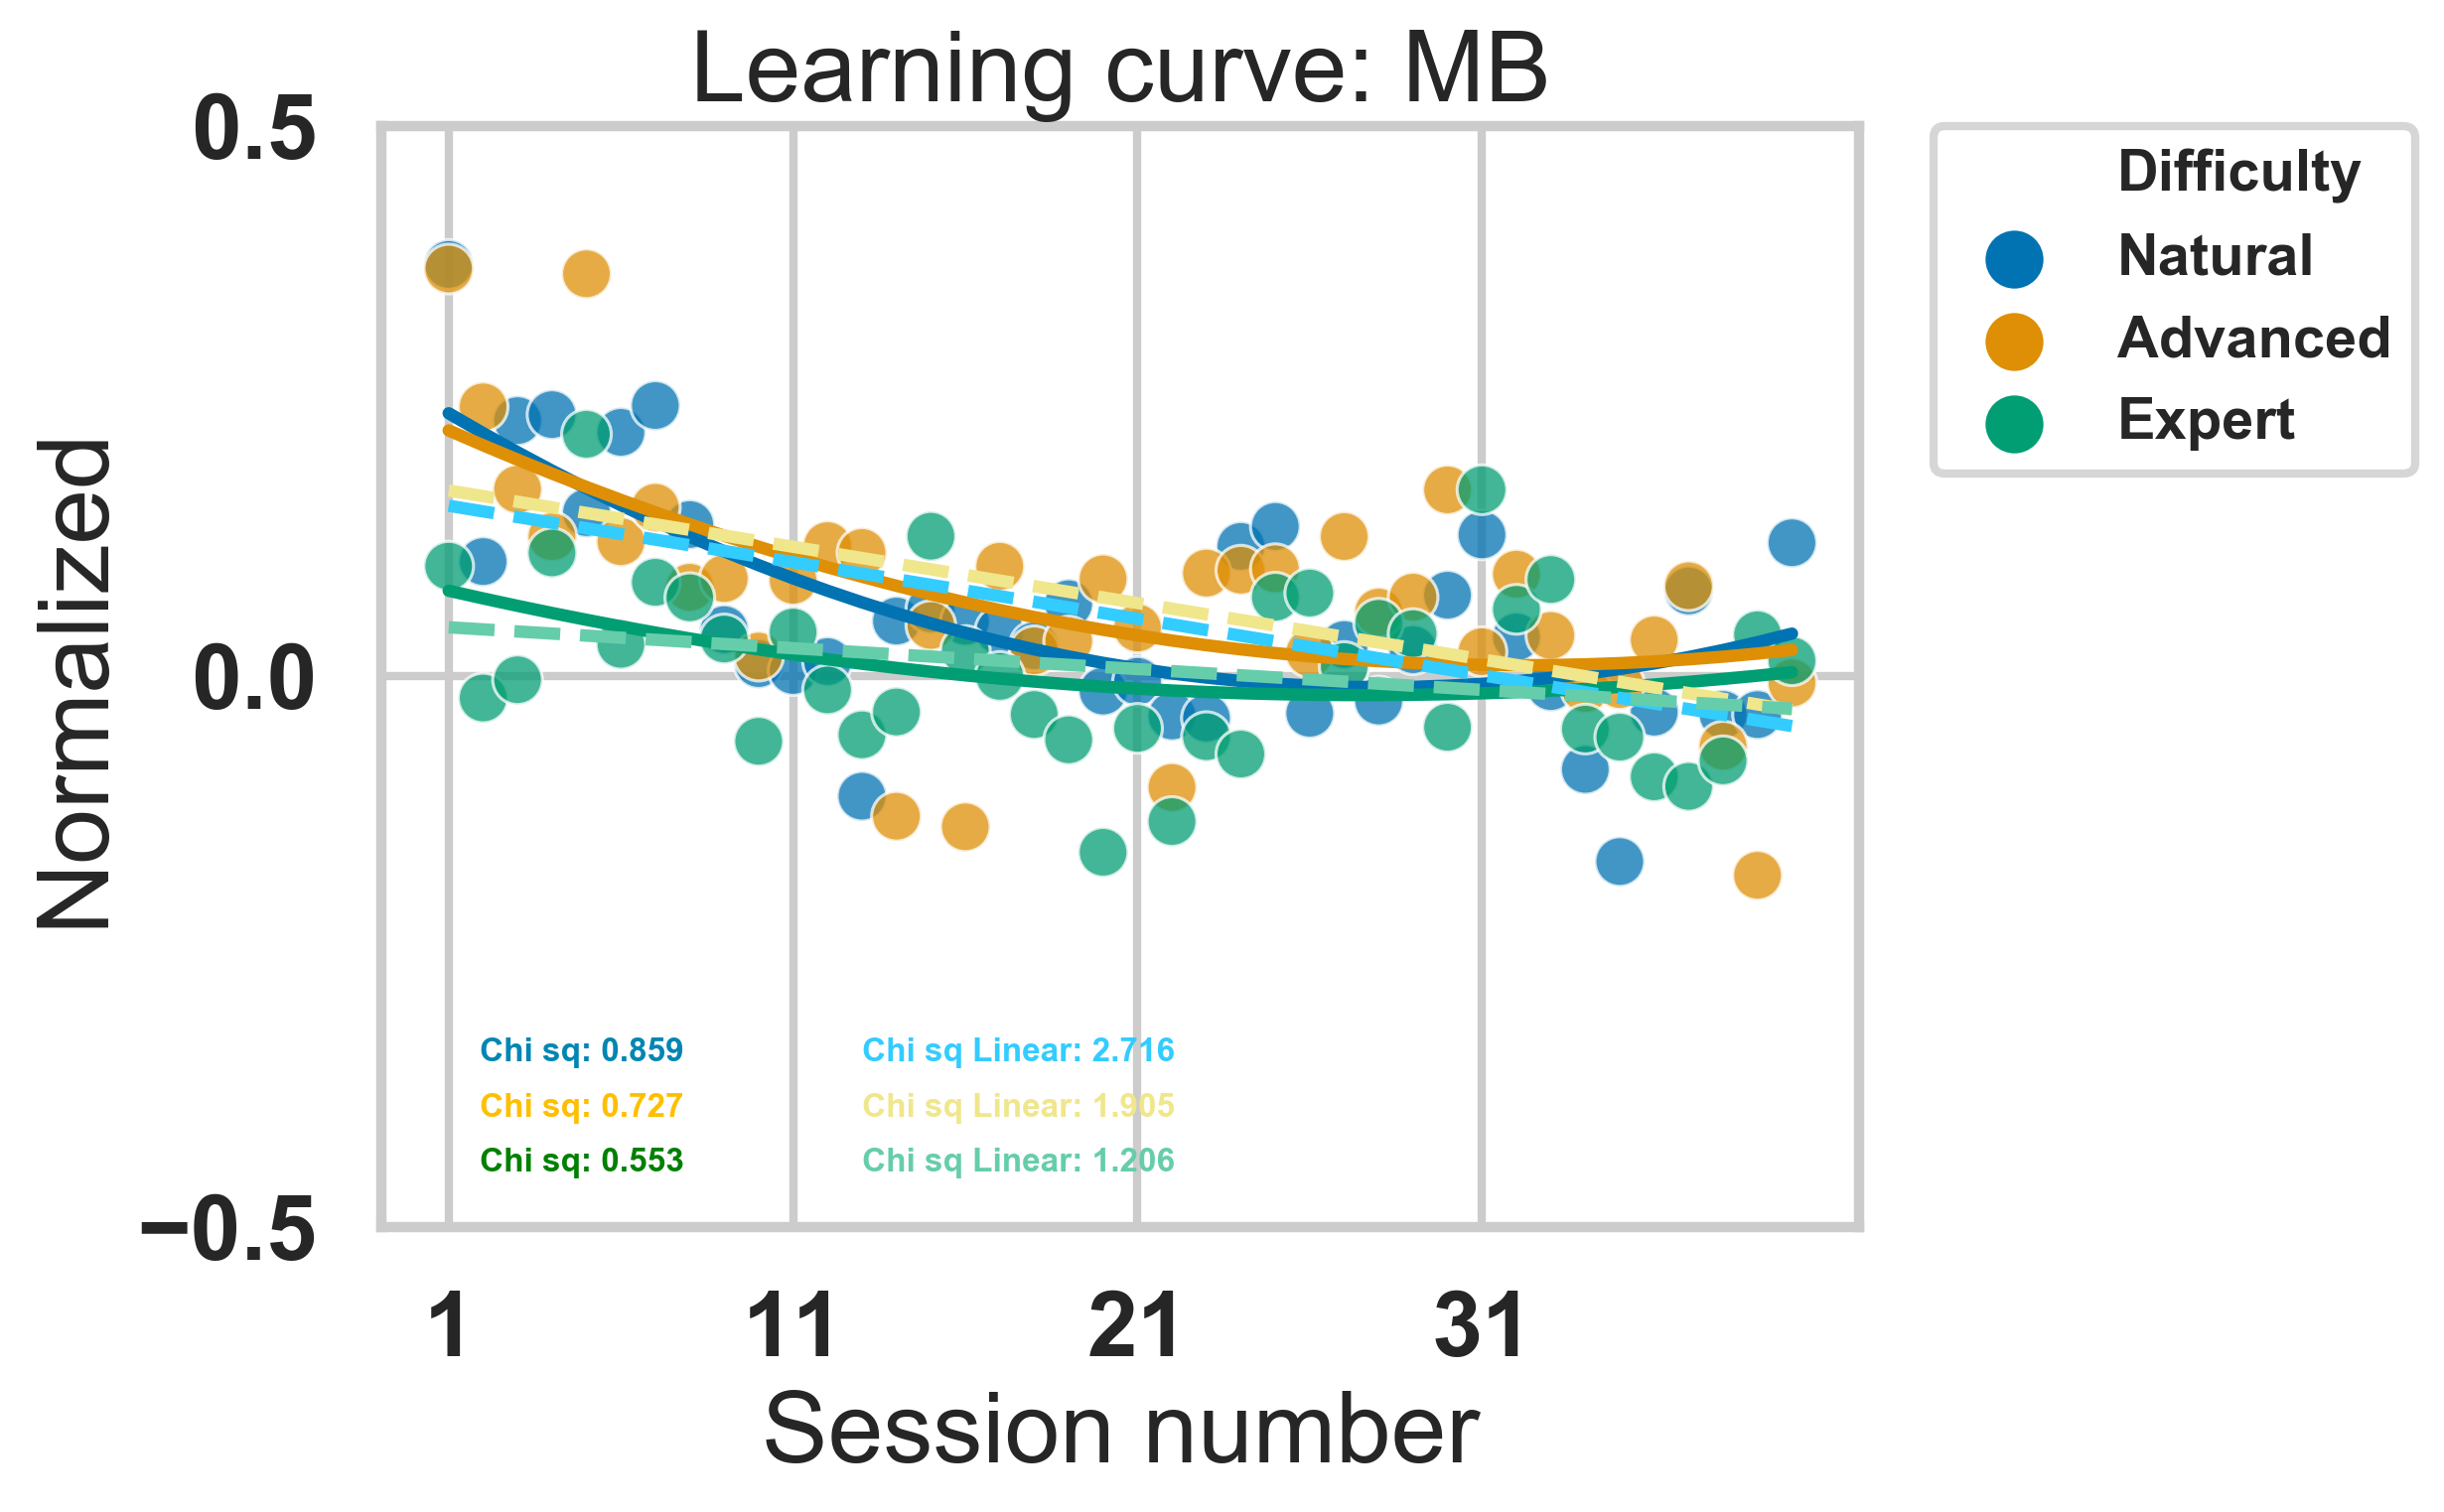 Learning curve: MB
0.5
0.0
−0.5
Normalized
Difficulty
Natural
Advanced
Expert
Chi sq: 0.859 Chi sq Linear: 2.716
Chi sq: 0.727 Chi sq Linear: 1.905
Chi sq: 0.553 Chi sq Linear: 1.206
1 11 21 31
Session number